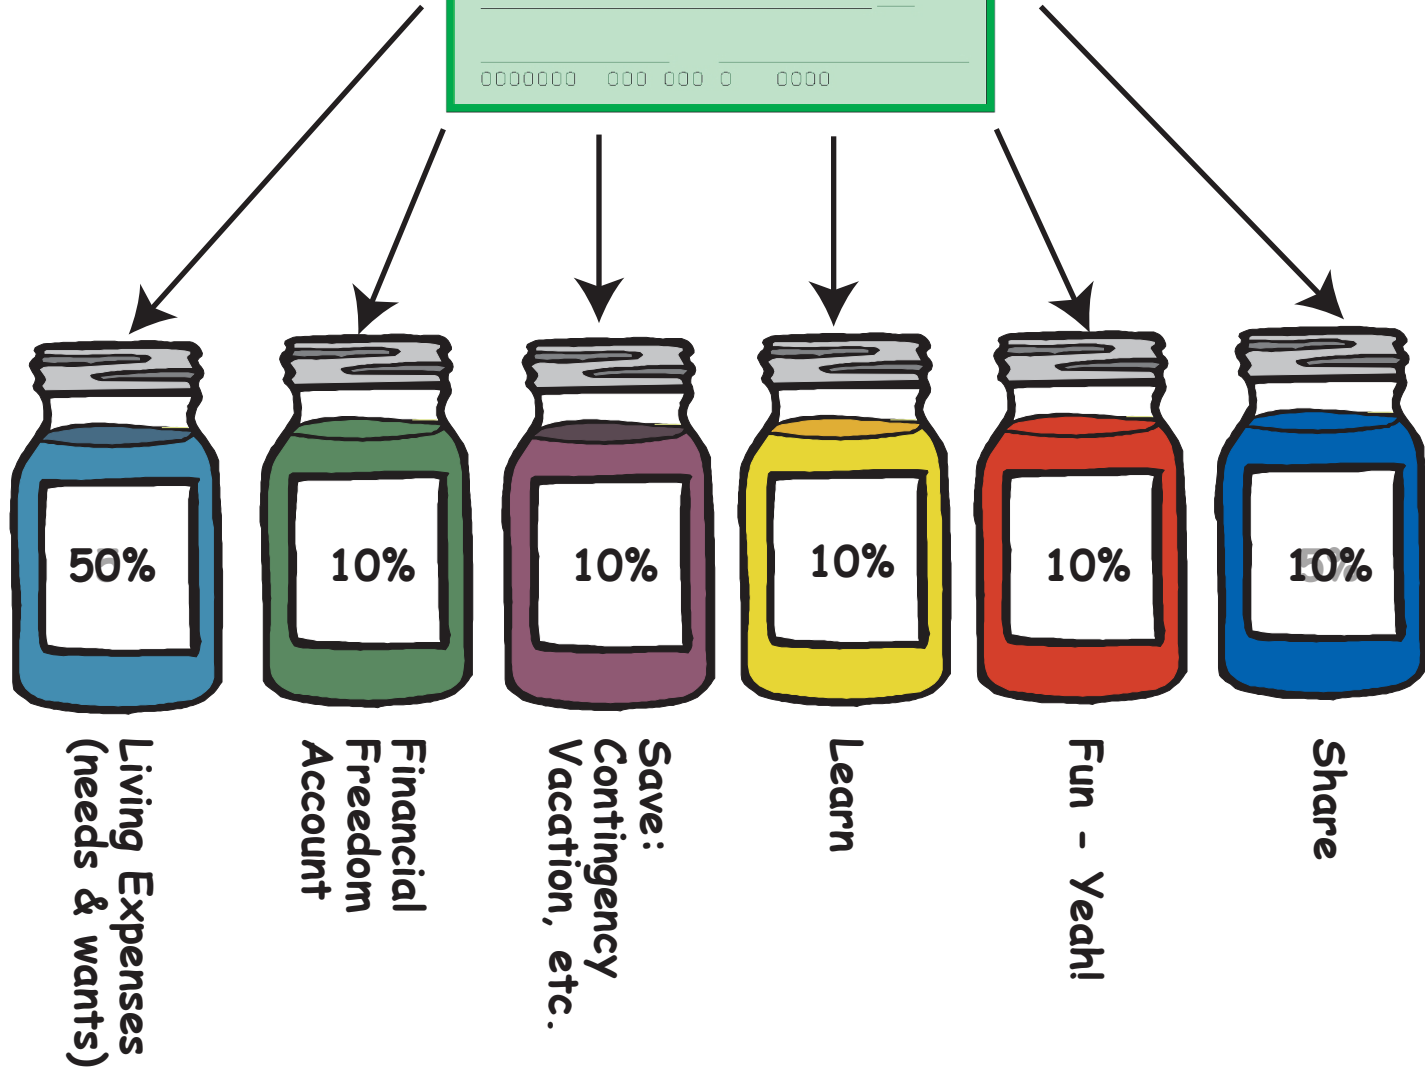 0000000 000 000 0 0000
50%
10%
10%
10%
10%
10%
Living Expenses
(needs & wants)
Financial
Freedom
Account
Save:
Contingency
Vacation, etc.
Learn
Fun - Yeah!
Share